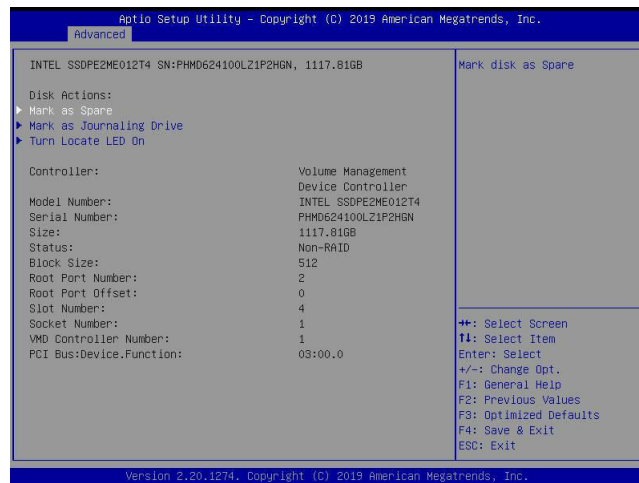 Aptio Setup Utility – Copyright (C) 2019 American Megatrends, Inc.
Advanced
INTEL SSDPE2ME012T4 SN:PHMD624100LZ1P2HGN, 1117.81GB
Mark disk as Spare
Disk Actions:
Mark as Spare
Mark as Journaling Drive
Turn Locate LED On
Controller: Volume Management
Device Controller
Model Number: INTEL SSDPE2ME012T4
Serial Number: PHMD624100LZ1P2HGN
Size: 1117.81GB
Status: Non-RAID
Block Size: 512
Root Port Number: 2
Root Port Offset: 0
Slot Number: 4
Socket Number: 1
VMD Controller Number: 1
PCI Bus:Device.Function: 03:00.0
→←: Select Screen
↑↓: Select Item
Enter: Select
+/-: Change Opt.
F1: General Help
F2: Previous Values
F3: Optimized Defaults
F4: Save & Exit
ESC: Exit
Version 2.20.1274. Copyright (C) 2019 American Megatrends, Inc.